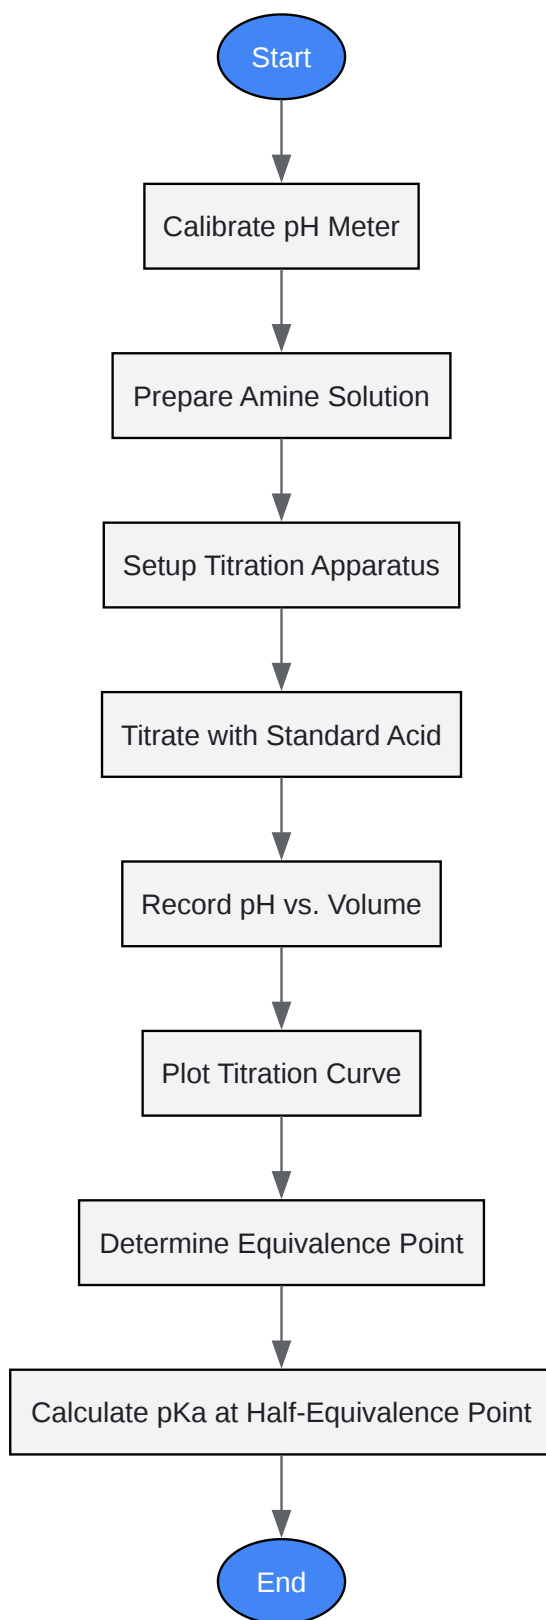 Start
Calibrate pH Meter
Prepare Amine Solution
Setup Titration Apparatus
Titrate with Standard Acid
Record pH vs. Volume
Plot Titration Curve
Determine Equivalence Point
Calculate pKa at Half-Equivalence Point
End